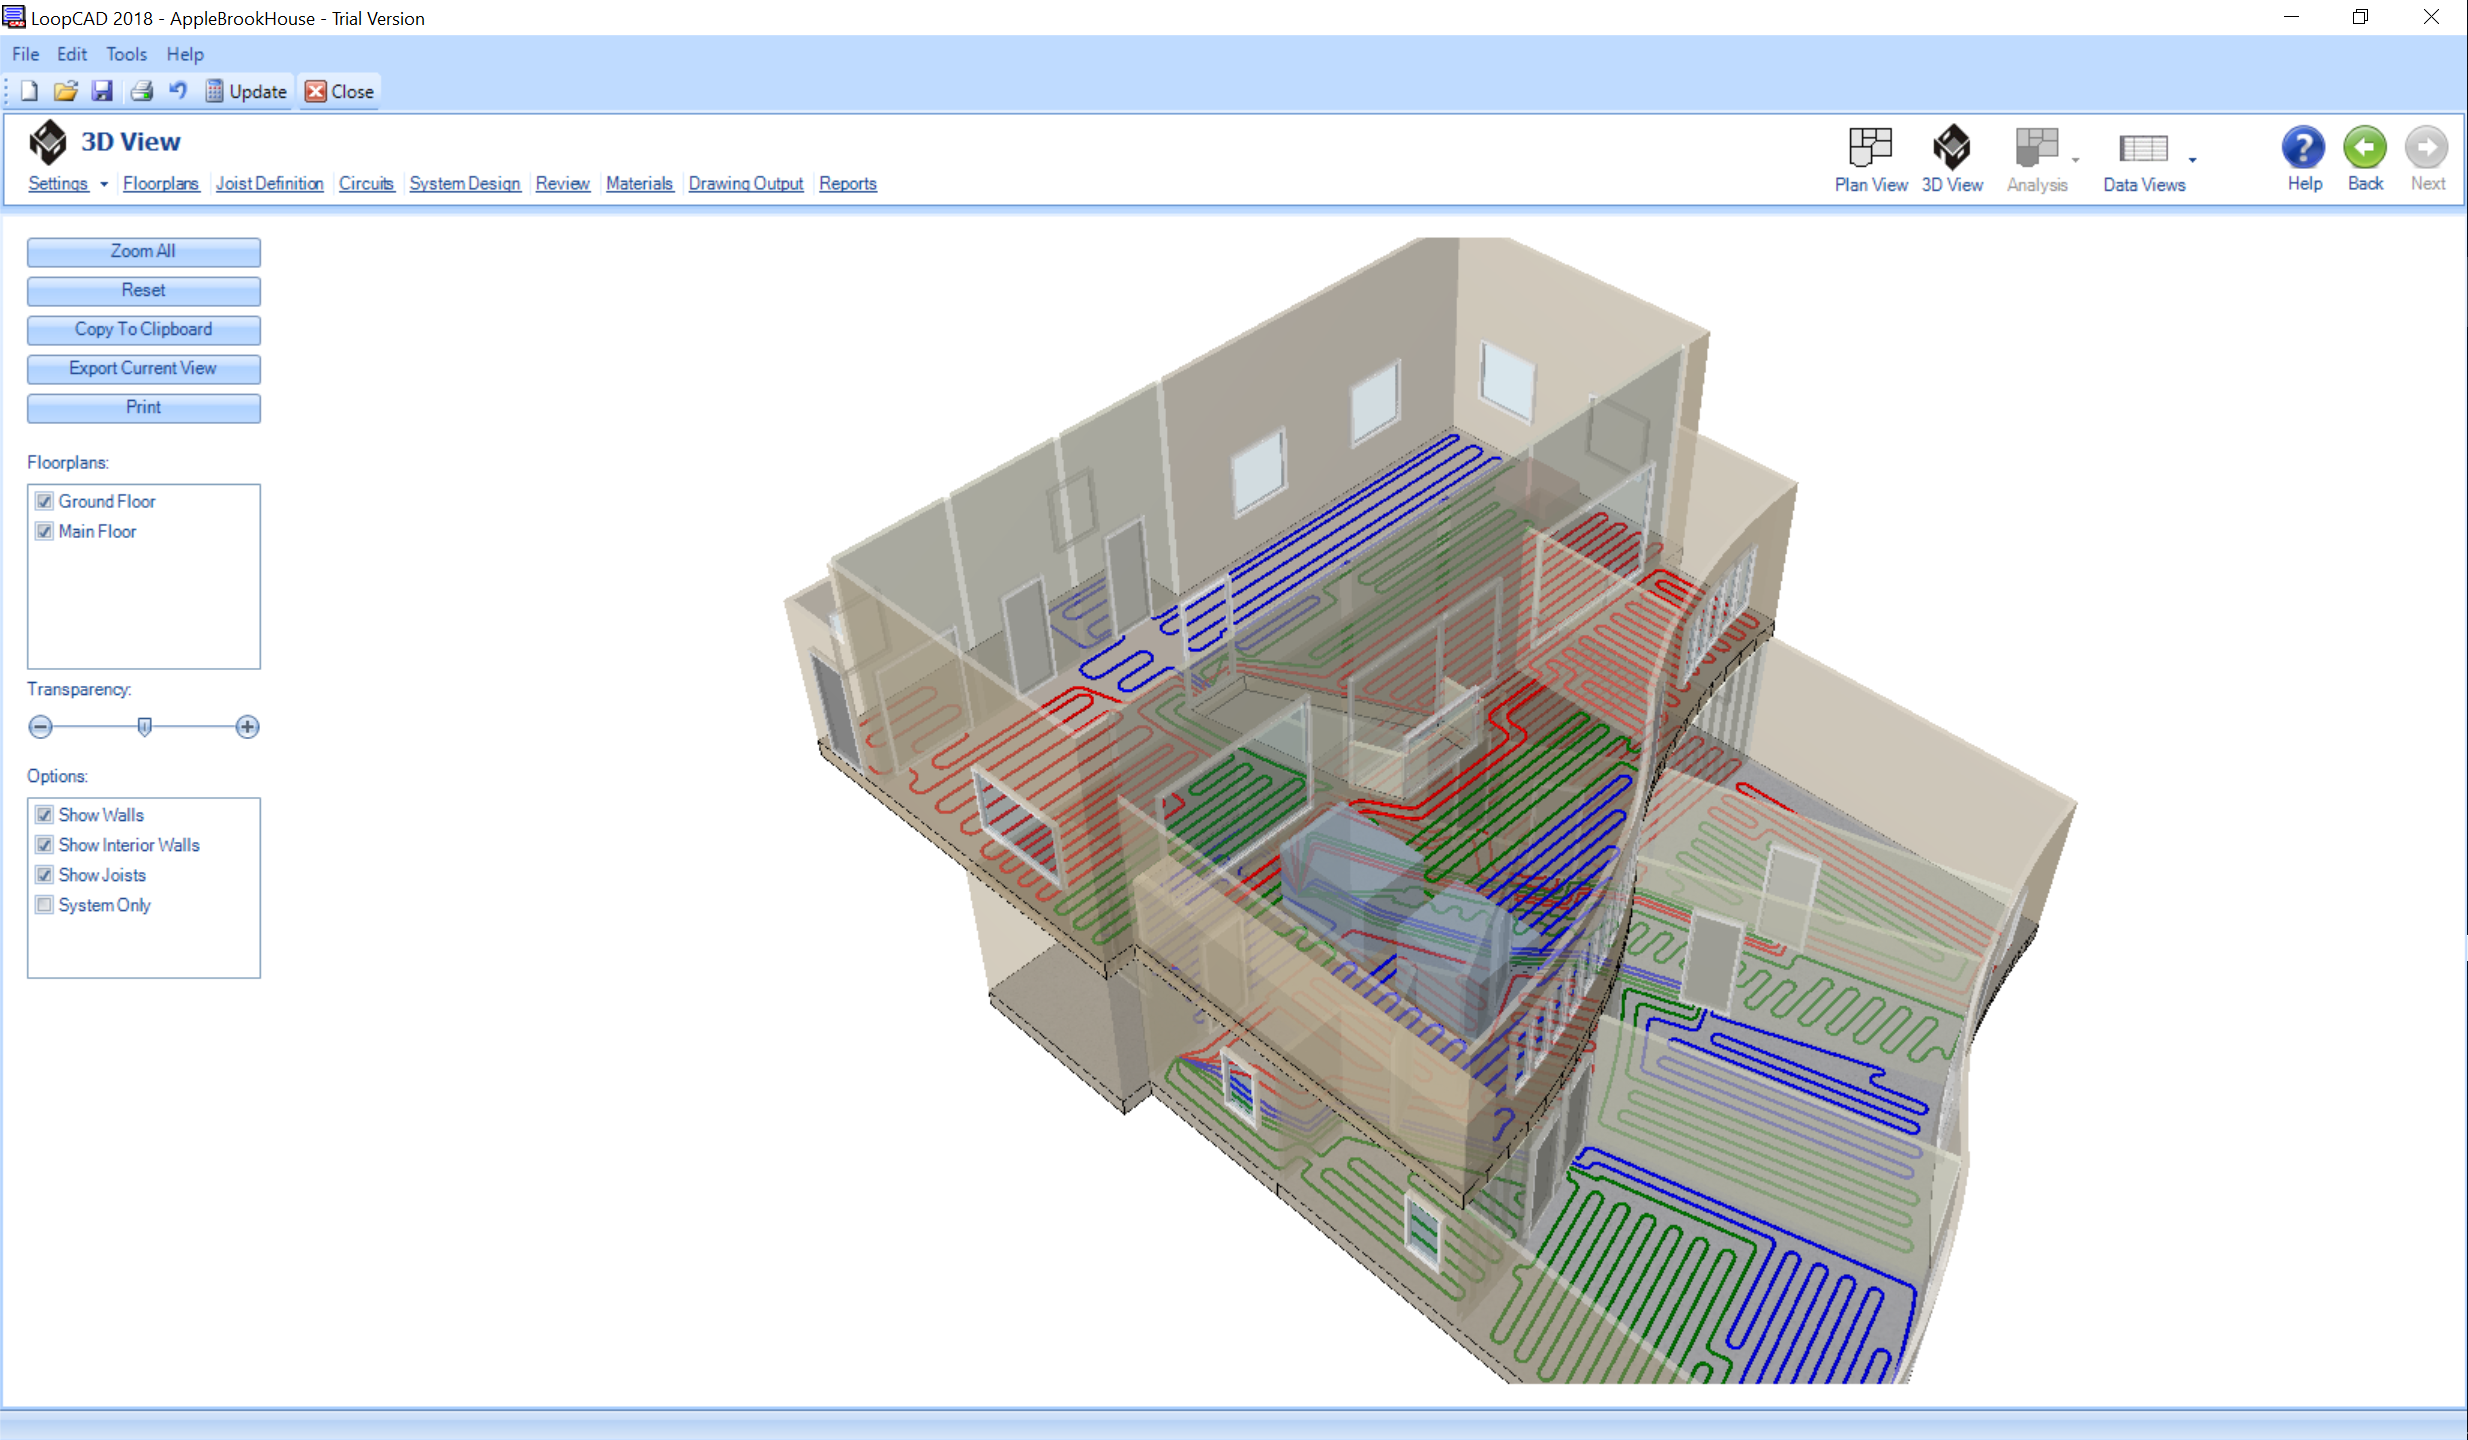 LoopCAD 2018 - AppleBrookHouse - Trial Version
File Edit Tools Help
Update Close
3D View
Settings Floorplans Joist Definition Circuits System Design Review Materials Drawing Output Reports
Plan View 3D View Analysis Data Views Help Back Next
Zoom All
Reset
Copy To Clipboard
Export Current View
Print
Floorplans:
Ground Floor
Main Floor
Transparency:
Options:
Show Walls
Show Interior Walls
Show Joists
System Only